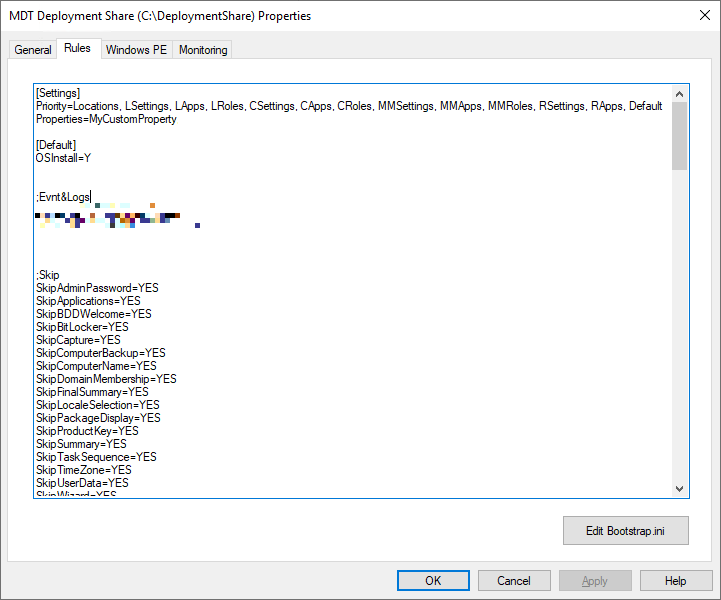 MDT Deployment Share (C:\DeploymentShare) Properties
General Rules Windows PE Monitoring
[Settings]
Priority=Locations, LSettings, LApps, LRoles, CSettings, CApps, CRoles, MMSettings, MMApps, MMRoles, RSettings, RApps, Default
Properties=MyCustomProperty
[Default]
OSInstall=Y
;Evnt&Logs
;Skip
SkipAdminPassword=YES
SkipApplications=YES
SkipBDDWelcome=YES
SkipBitLocker=YES
SkipCapture=YES
SkipComputerBackup=YES
SkipComputerName=YES
SkipDomainMembership=YES
SkipFinalSummary=YES
SkipLocaleSelection=YES
SkipPackageDisplay=YES
SkipProductKey=YES
SkipSummary=YES
SkipTaskSequence=YES
SkipTimeZone=YES
SkipUserData=YES
SkipWizard=YES
Edit Bootstrap.ini
OK Cancel Apply Help